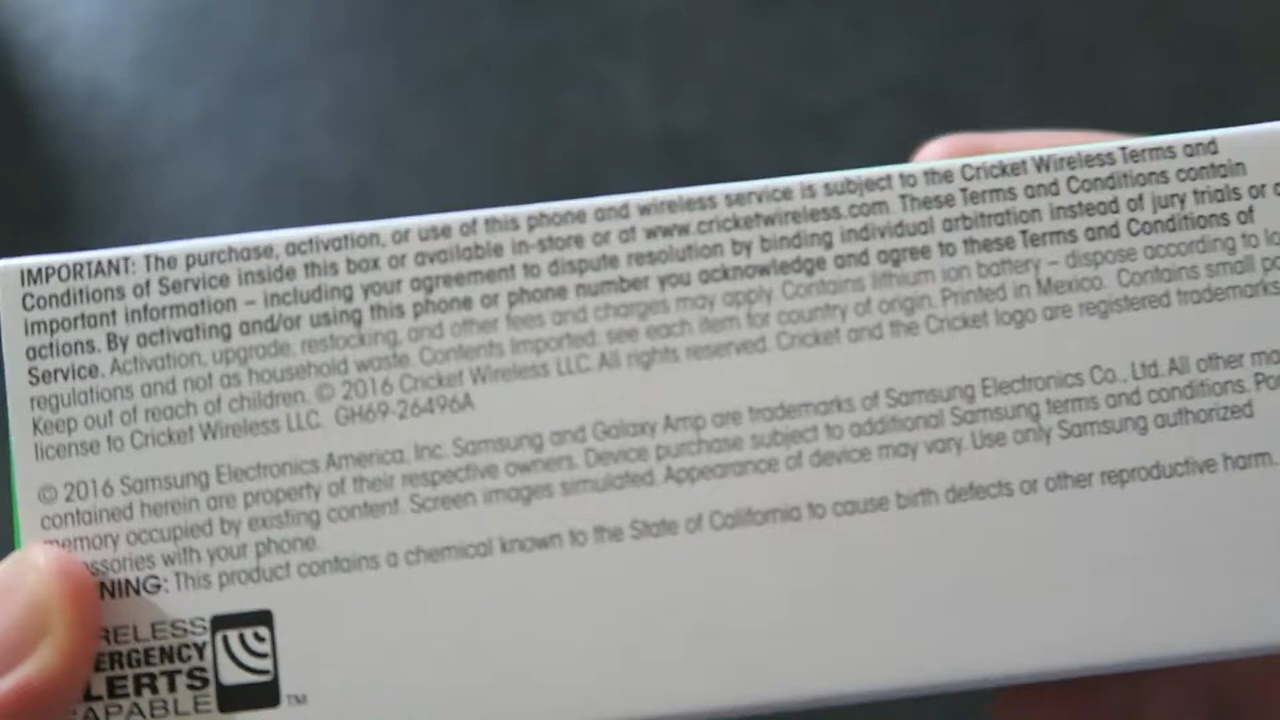 IMPORTANT: The purchase, activation, or use of this phone and wireless service is subject to the Cricket Wireless Terms and
Conditions of Service inside this box or available in-store or at www.cricketwireless.com. These Terms and Conditions contain
important information – including your agreement to dispute resolution by binding individual arbitration instead of jury trials or
actions. By activating and/or using this phone or phone number you acknowledge and agree to these Terms and Conditions of
Service. Activation, upgrade, restocking, and other fees and charges may apply. Contains lithium ion battery – dispose according to
regulations and not as household waste. Contents Imported: see each item for country of origin. Printed in Mexico. Contains small
Keep out of reach of children. © 2016 Cricket Wireless LLC. All rights reserved. Cricket and the Cricket logo are registered trademarks
license to Cricket Wireless LLC. GH69-26496A
© 2016 Samsung Electronics America, Inc. Samsung and Galaxy Amp are trademarks of Samsung Electronics Co., Ltd. All other
contained herein are property of their respective owners. Device purchase subject to additional Samsung terms and conditions.
memory occupied by existing content. Screen images simulated. Appearance of device may vary. Use only Samsung authorized
ssories with your phone.
NING: This product contains a chemical known to the State of California to cause birth defects or other reproductive harm.
RELESS
ERGENCY
LERTS
APABLE
TM